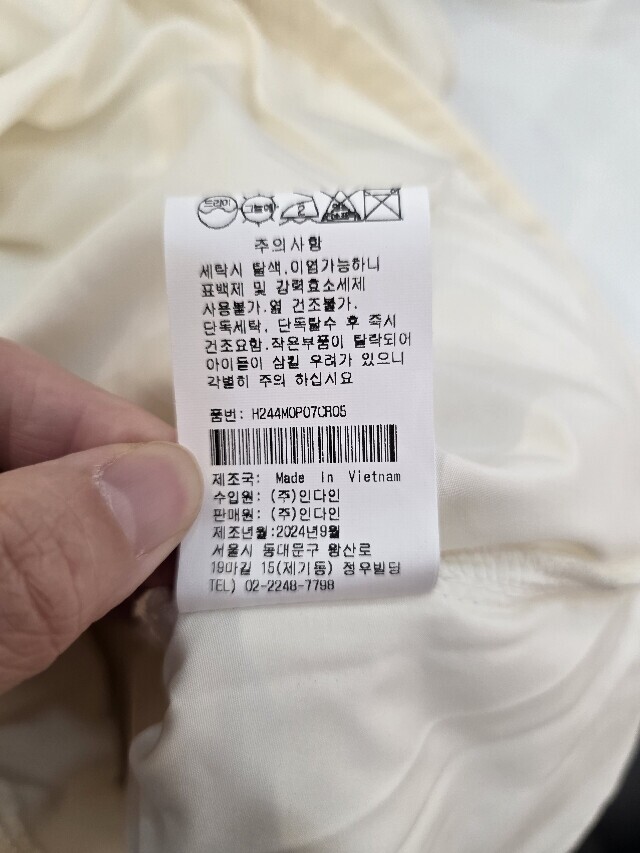 드라이 그늘에 2
주의사항
세탁시 탈색.이염가능하니
표백제 및 강력효소세제
사용불가.열 건조불가.
단독세탁, 단독탈수 후 즉시
건조요함.작은부품이 탈락되어
아이들이 삼킬 우려가 있으니
각별히 주의 하십시요
품번: H244MOP07CR05
제조국: Made In Vietnam
수입원: (주)인다인
판매원: (주)인다인
제조년월:2024년9월
서울시 동대문구 왕산로
19마길 15(제기동) 정우빌딩
TEL) 02-2248-7798